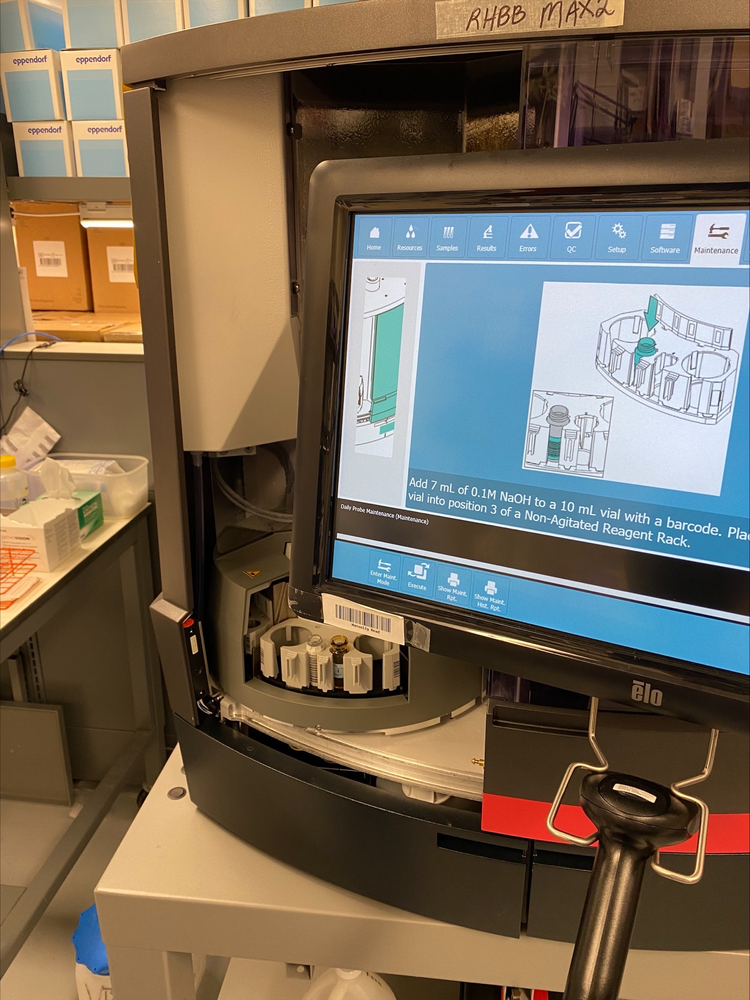 RHBB MAX2
eppendorf
eppendorf
eppendorf
eppendorf
Home
Resources
Samples
Results
Errors
QC
Setup
Software
Maintenance
Add 7 mL of 0.1M NaOH to a 10 mL vial with a barcode. Pla
vial into position 3 of a Non-Agitated Reagent Rack.
Daily Probe Maintenance (Maintenance)
Enter Maint.
Mode
Execute
Show Maint.
Rpt.
Show Maint.
Hist. Rpt.
Manually Read
elo
ORTHOVISION